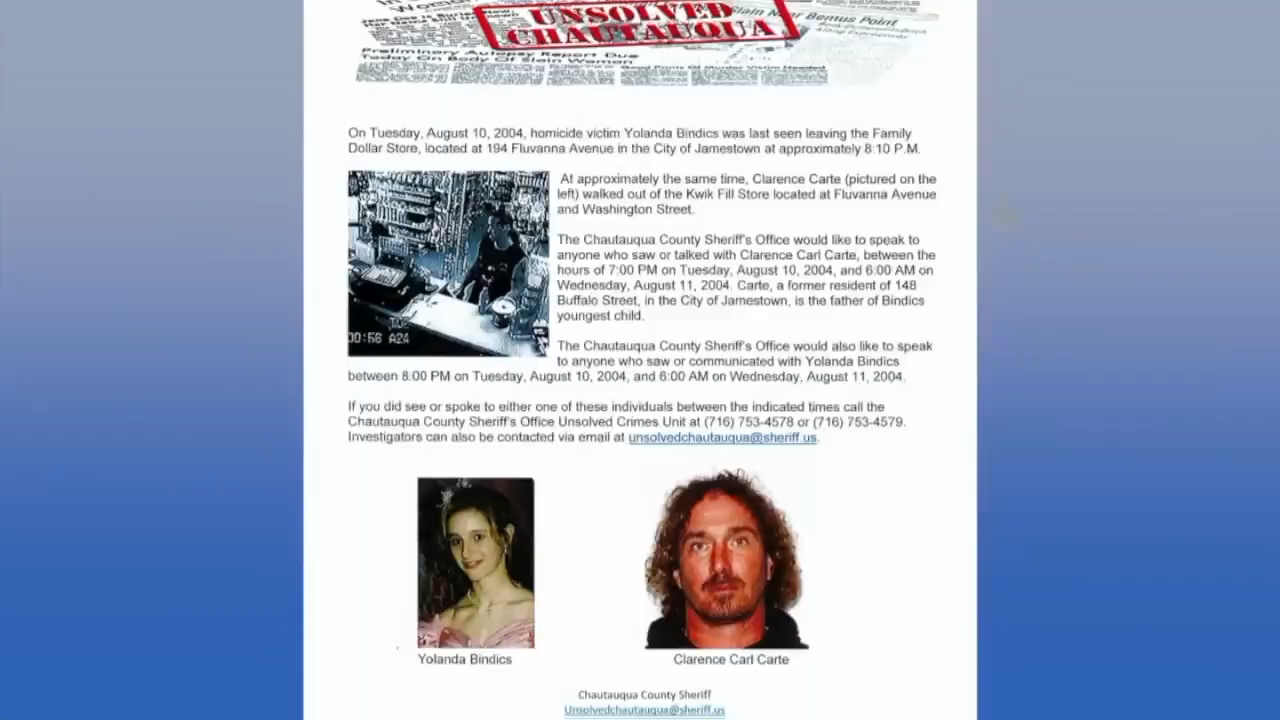 UNSOLVED
CHAUTAUQUA
Near Bemus Point
Preliminary Autopsy Report Due
Today On Body Of Slain Woman
On Tuesday, August 10, 2004, homicide victim Yolanda Bindics was last seen leaving the Family
Dollar Store, located at 194 Fluvanna Avenue in the City of Jamestown at approximately 8:10 P.M.
At approximately the same time, Clarence Carte (pictured on the
left) walked out of the Kwik Fill Store located at Fluvanna Avenue
and Washington Street.
The Chautauqua County Sheriff's Office would like to speak to
anyone who saw or talked with Clarence Carl Carte, between the
hours of 7:00 PM on Tuesday, August 10, 2004, and 6:00 AM on
Wednesday, August 11, 2004. Carte, a former resident of 148
Buffalo Street, in the City of Jamestown, is the father of Bindics
youngest child.
00:56 A24
The Chautauqua County Sheriff's Office would also like to speak
to anyone who saw or communicated with Yolanda Bindics
between 8:00 PM on Tuesday, August 10, 2004, and 6:00 AM on Wednesday, August 11, 2004.
If you did see or spoke to either one of these individuals between the indicated times call the
Chautauqua County Sheriff's Office Unsolved Crimes Unit at (716) 753-4578 or (716) 753-4579.
Investigators can also be contacted via email at unsolvedchautauqua@sheriff.us.
Yolanda Bindics
Clarence Carl Carte
Chautauqua County Sheriff
Unsolvedchautauqua@sheriff.us